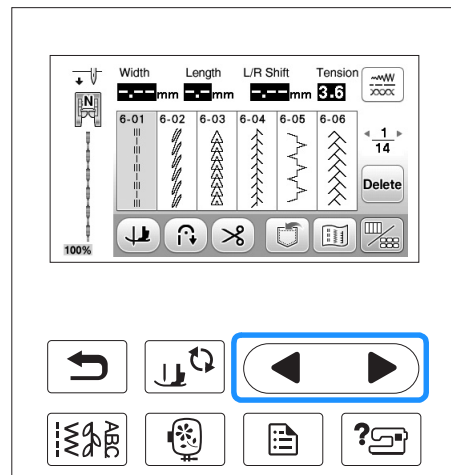 Width Length L/R Shift Tension
-.--mm -.-mm -.--mm 3.6
N
6-01 6-02 6-03 6-04 6-05 6-06
1
14
Delete
100%
ABC
?